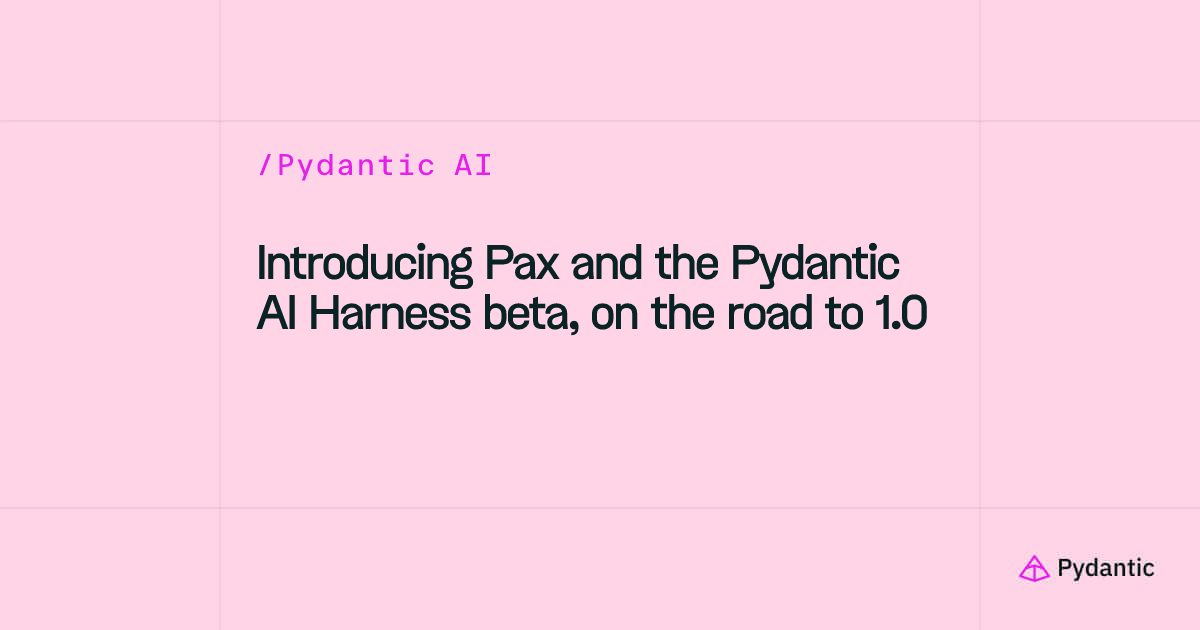 /Pydantic AI
Introducing Pax and the Pydantic
AI Harness beta, on the road to 1.0
Pydantic